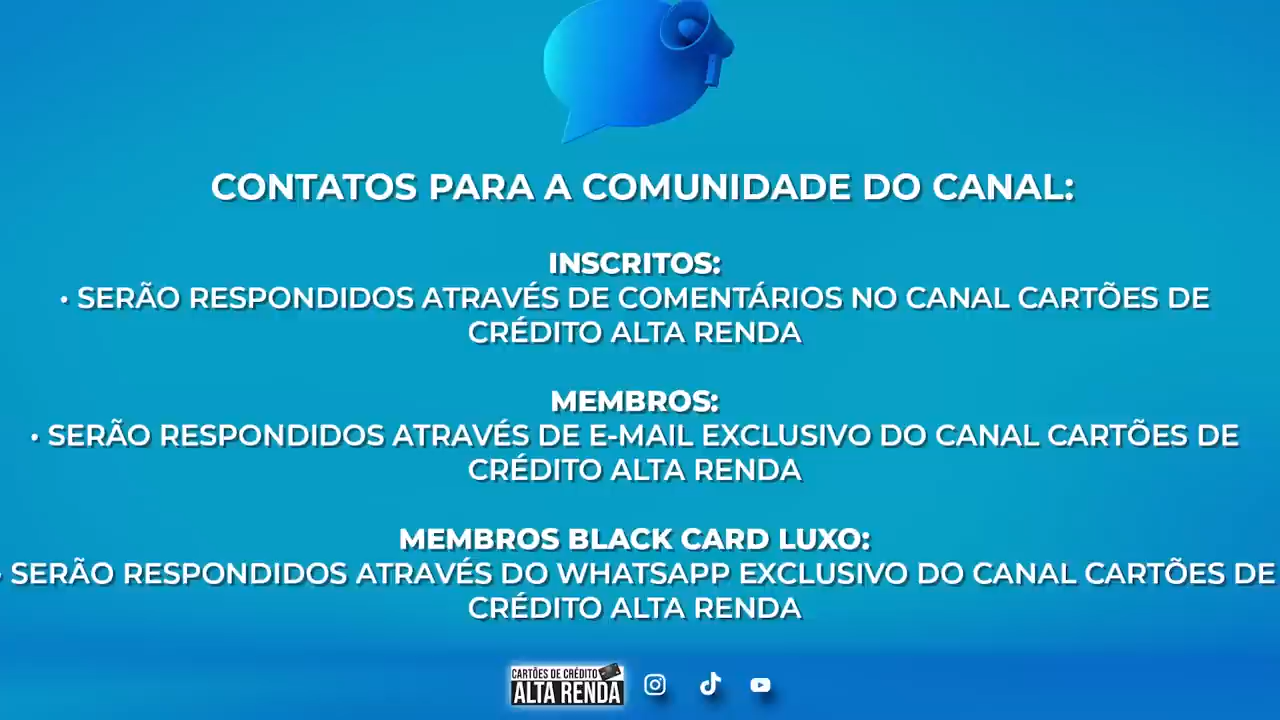 CONTATOS PARA A COMUNIDADE DO CANAL:
INSCRITOS:
• SERÃO RESPONDIDOS ATRAVÉS DE COMENTÁRIOS NO CANAL CARTÕES DE
CRÉDITO ALTA RENDA
MEMBROS:
• SERÃO RESPONDIDOS ATRAVÉS DE E-MAIL EXCLUSIVO DO CANAL CARTÕES DE
CRÉDITO ALTA RENDA
MEMBROS BLACK CARD LUXO:
• SERÃO RESPONDIDOS ATRAVÉS DO WHATSAPP EXCLUSIVO DO CANAL CARTÕES DE
CRÉDITO ALTA RENDA
CARTÕES DE CRÉDITO
ALTA RENDA